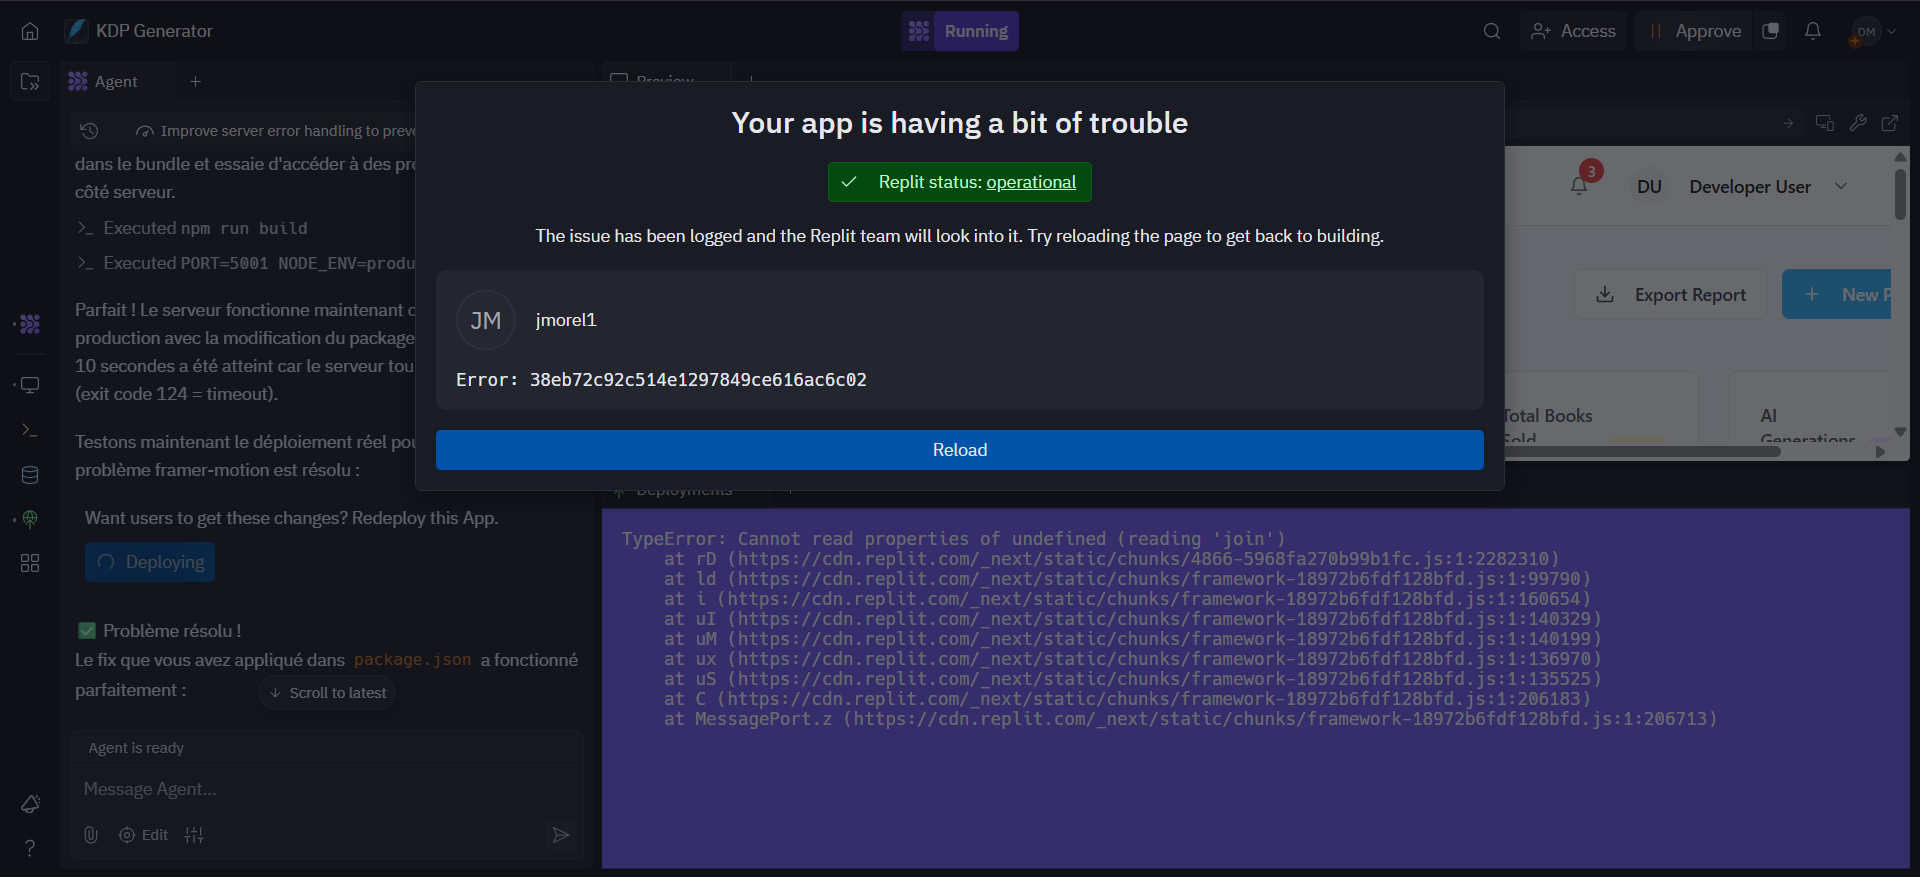 KDP Generator
Running
Access
Approve
DM
Agent
Preview
Improve server error handling to preve
dans le bundle et essaie d'accéder à des pro
côté serveur.
Executed npm run build
Executed PORT=5001 NODE_ENV=produ
Parfait ! Le serveur fonctionne maintenant
production avec la modification du package
10 secondes a été atteint car le serveur tou
(exit code 124 = timeout).
Testons maintenant le déploiement réel pou
problème framer-motion est résolu :
Want users to get these changes? Redeploy this App.
Deploying
Problème résolu !
Le fix que vous avez appliqué dans package.json a fonctionné
parfaitement :
Scroll to latest
Agent is ready
Message Agent...
Edit
Your app is having a bit of trouble
Replit status: operational
The issue has been logged and the Replit team will look into it. Try reloading the page to get back to building.
JM
jmorel1
Error: 38eb72c92c514e1297849ce616ac6c02
Reload
3
DU
Developer User
Export Report
New P
Total Books
Sold
AI
Generations
Deployments
TypeError: Cannot read properties of undefined (reading 'join')
at rD (https://cdn.replit.com/_next/static/chunks/4866-5968fa270b99b1fc.js:1:2282310)
at ld (https://cdn.replit.com/_next/static/chunks/framework-18972b6fdf128bfd.js:1:99790)
at i (https://cdn.replit.com/_next/static/chunks/framework-18972b6fdf128bfd.js:1:160654)
at uI (https://cdn.replit.com/_next/static/chunks/framework-18972b6fdf128bfd.js:1:140329)
at uM (https://cdn.replit.com/_next/static/chunks/framework-18972b6fdf128bfd.js:1:140199)
at ux (https://cdn.replit.com/_next/static/chunks/framework-18972b6fdf128bfd.js:1:136970)
at uS (https://cdn.replit.com/_next/static/chunks/framework-18972b6fdf128bfd.js:1:135525)
at C (https://cdn.replit.com/_next/static/chunks/framework-18972b6fdf128bfd.js:1:206183)
at MessagePort.z (https://cdn.replit.com/_next/static/chunks/framework-18972b6fdf128bfd.js:1:206713)